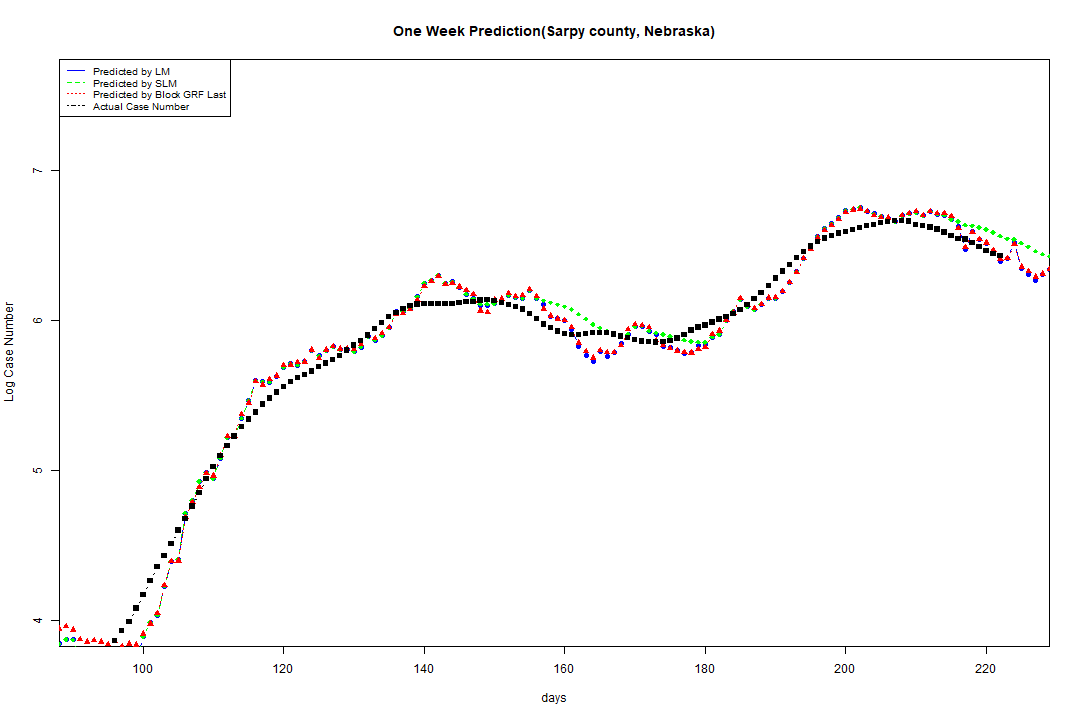 One Week Prediction(Sarpy county, Nebraska)
Predicted by LM
Predicted by SLM
Predicted by Block GRF Last
Actual Case Number
7
6
5
4
Log Case Number
100 120 140 160 180 200 220
days